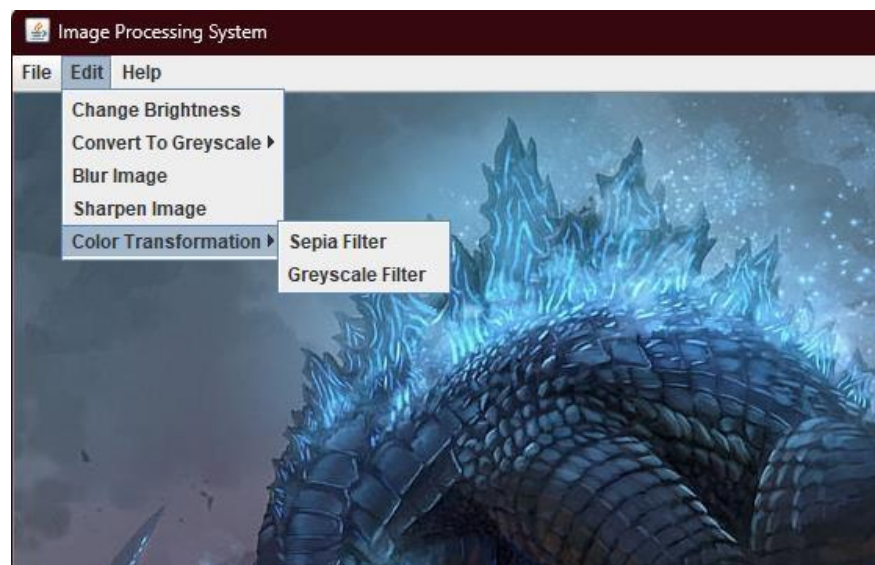 Image Processing System
File Edit Help
Change Brightness
Convert To Greyscale
Blur Image
Sharpen Image
Color Transformation
Sepia Filter
Greyscale Filter